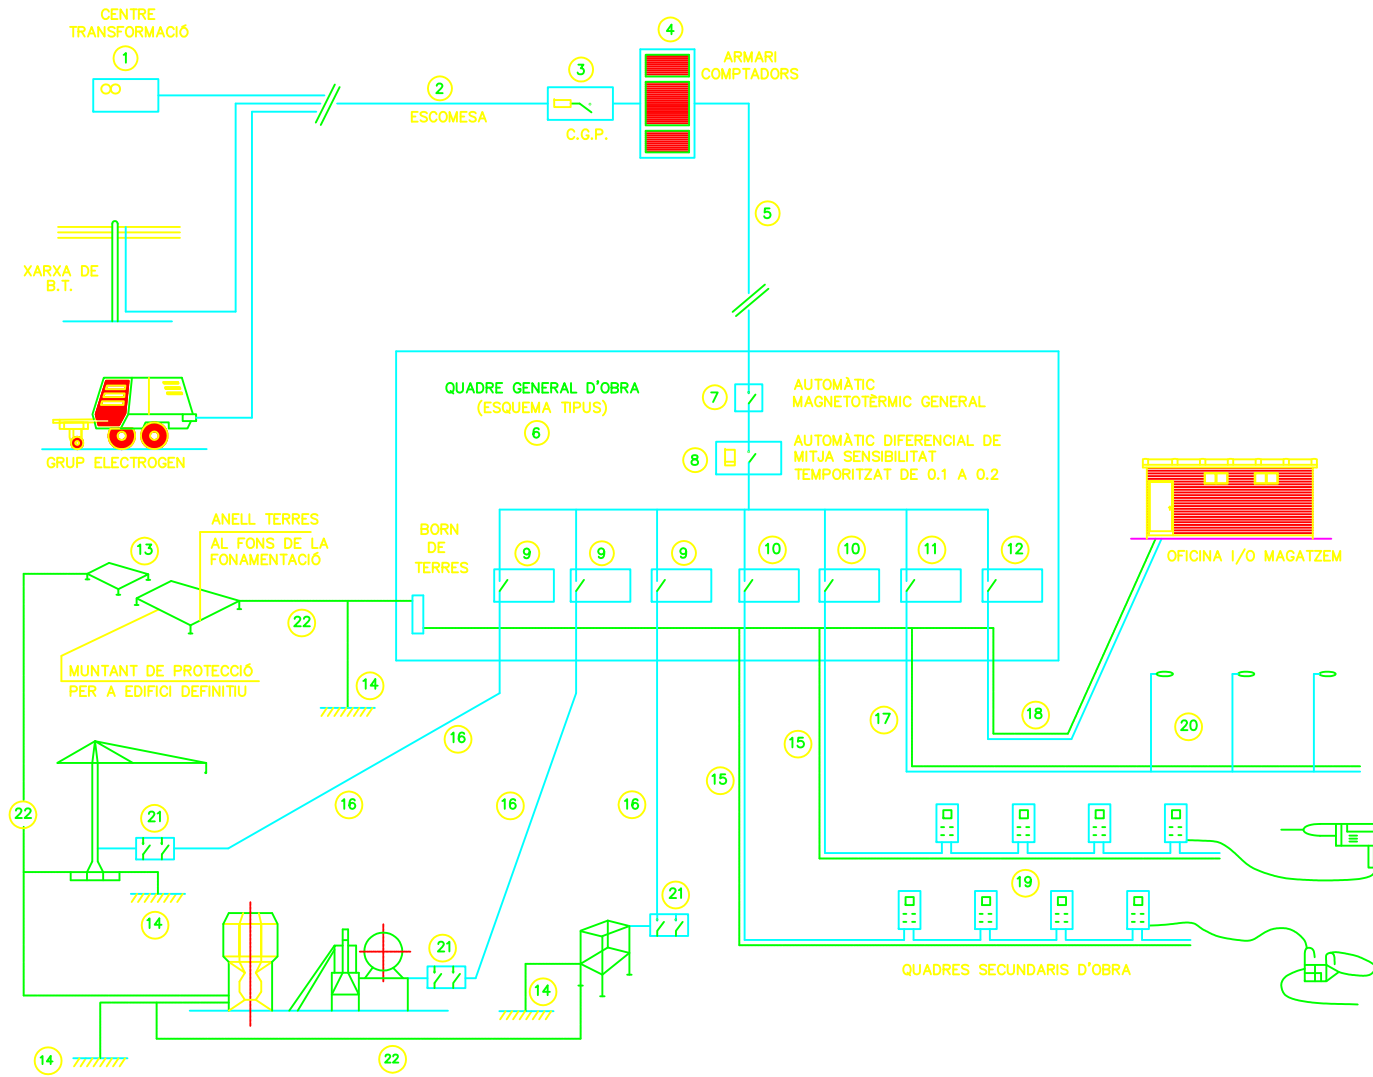 CENTRE
TRANSFORMACIÓ
1
2
ESCOMESA
3
C.G.P.
4
ARMARI
COMPTADORS
5
XARXA DE
B.T.
GRUP ELECTROGEN
QUADRE GENERAL D'OBRA
(ESQUEMA TIPUS)
6
7
AUTOMÀTIC
MAGNETOTÈRMIC GENERAL
8
AUTOMÀTIC DIFERENCIAL DE
MITJA SENSIBILITAT
TEMPORITZAT DE 0.1 A 0.2
BORN
DE
TERRES
9
9
9
10
10
11
12
OFICINA I/O MAGATZEM
13
ANELL TERRES
AL FONS DE LA
FONAMENTACIÓ
22
MUNTANT DE PROTECCIÓ
PER A EDIFICI DEFINITIU
14
16
15
17
18
20
15
22
21
16
16
16
14
21
21
19
QUADRES SECUNDARIS D'OBRA
14
14
22